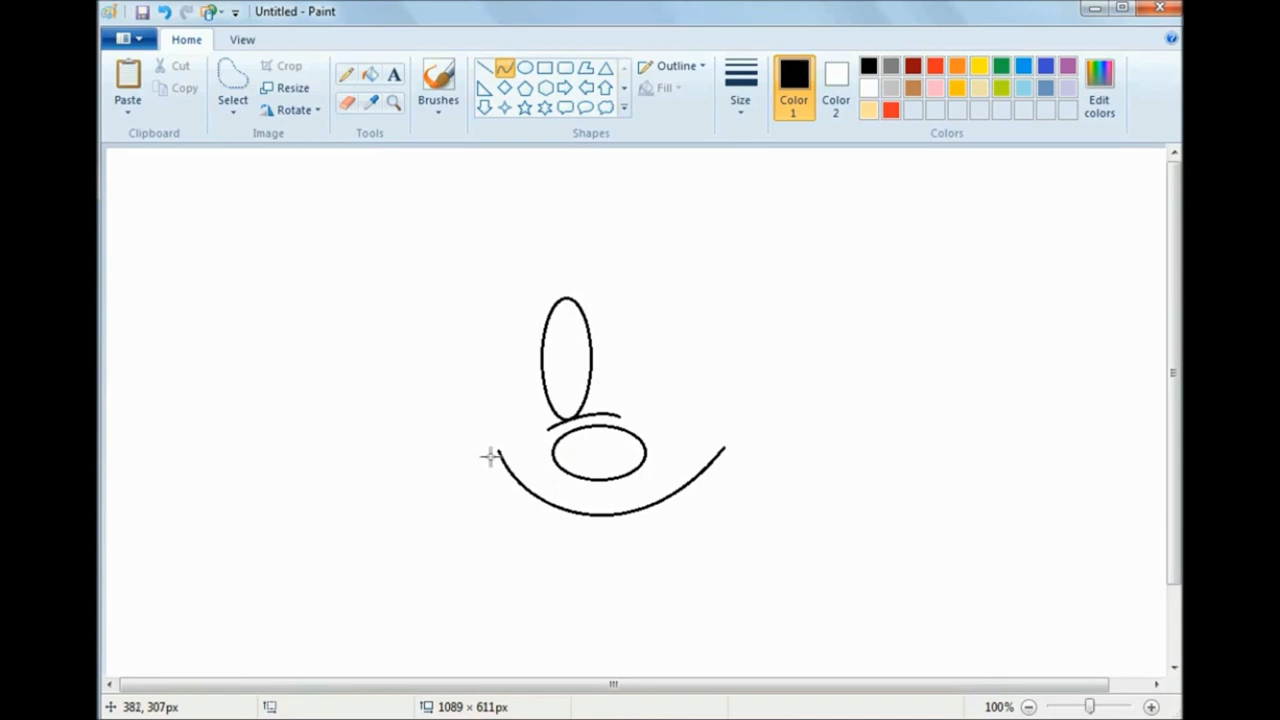 Untitled - Paint
Home View
Paste
Cut
Copy
Clipboard
Select
Crop
Resize
Rotate
Image
A
Tools
Brushes
Outline
Fill
Shapes
Size
Color 1
Color 2
Edit colors
Colors
382, 307px
1089 × 611px
100%